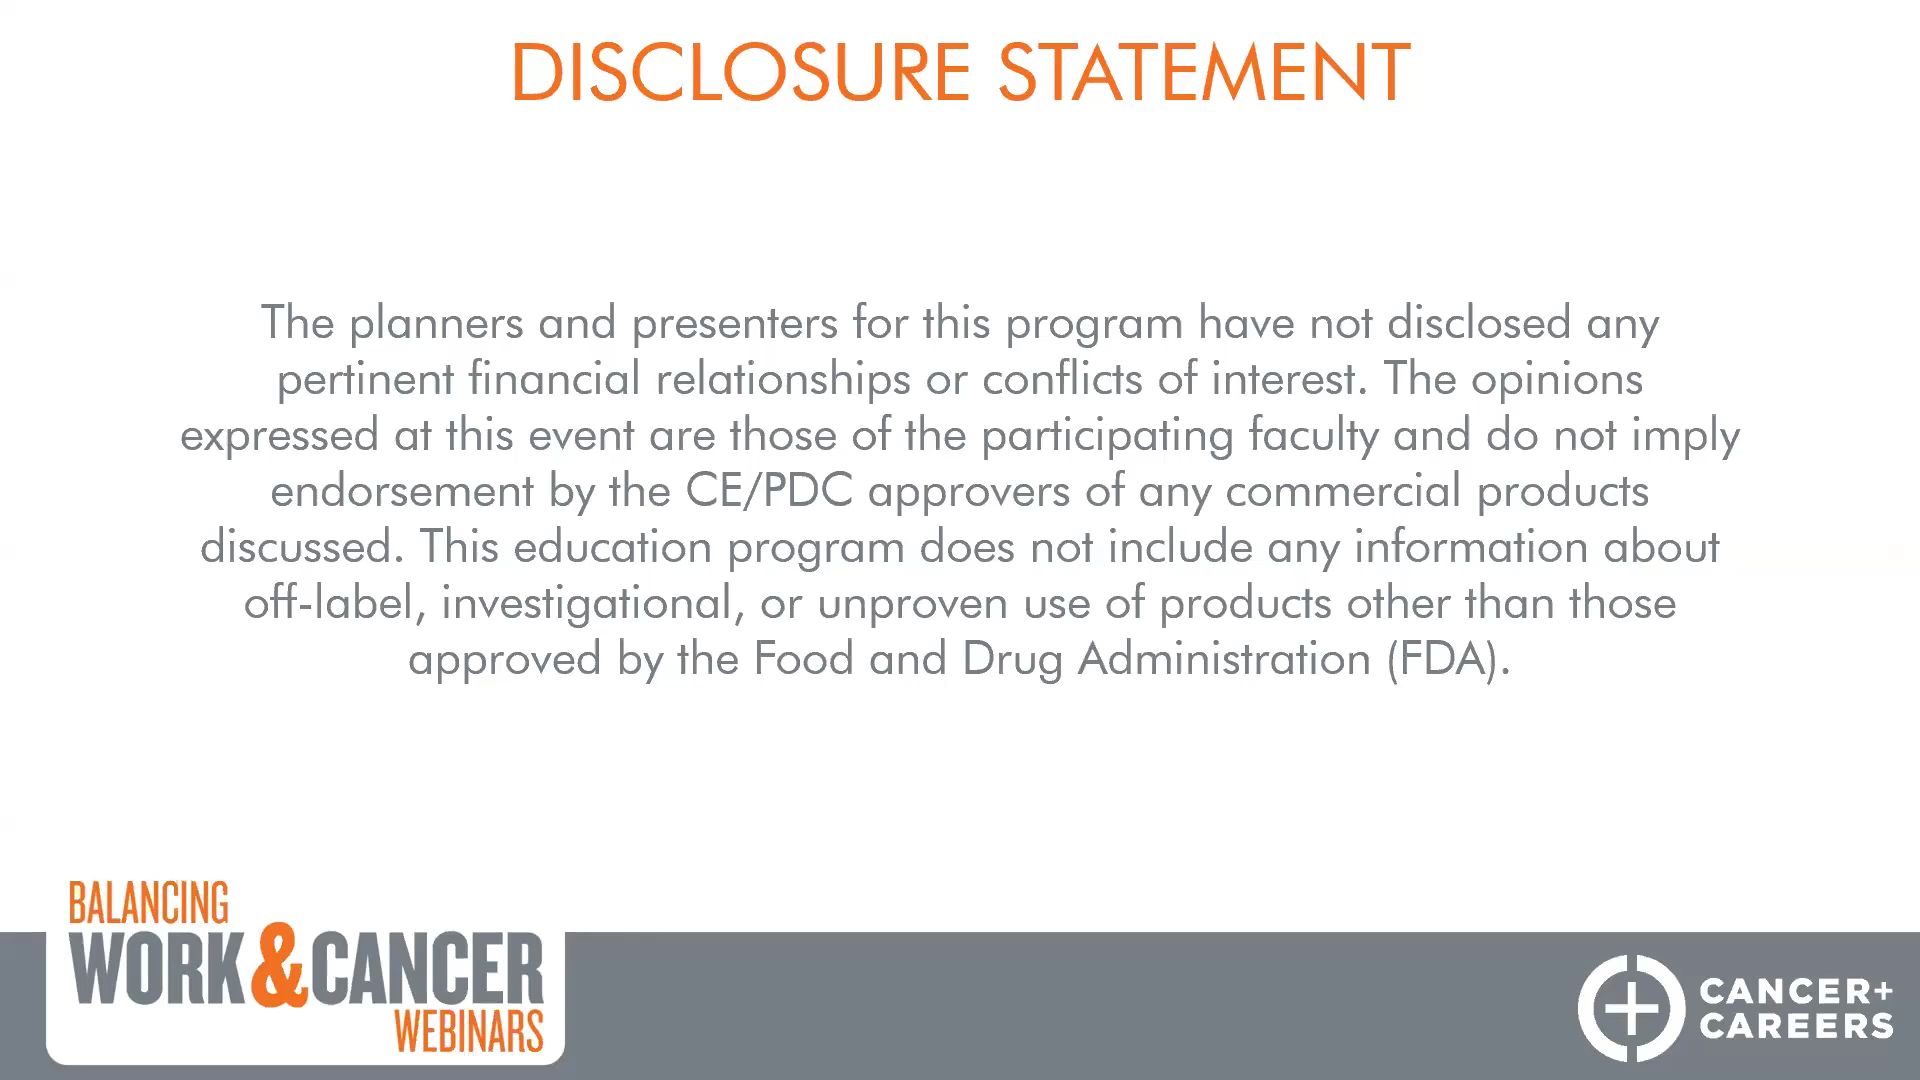 DISCLOSURE STATEMENT
The planners and presenters for this program have not disclosed any
pertinent financial relationships or conflicts of interest. The opinions
expressed at this event are those of the participating faculty and do not imply
endorsement by the CE/PDC approvers of any commercial products
discussed. This education program does not include any information about
off-label, investigational, or unproven use of products other than those
approved by the Food and Drug Administration (FDA).
BALANCING
WORK & CANCER
WEBINARS
CANCER+
CAREERS